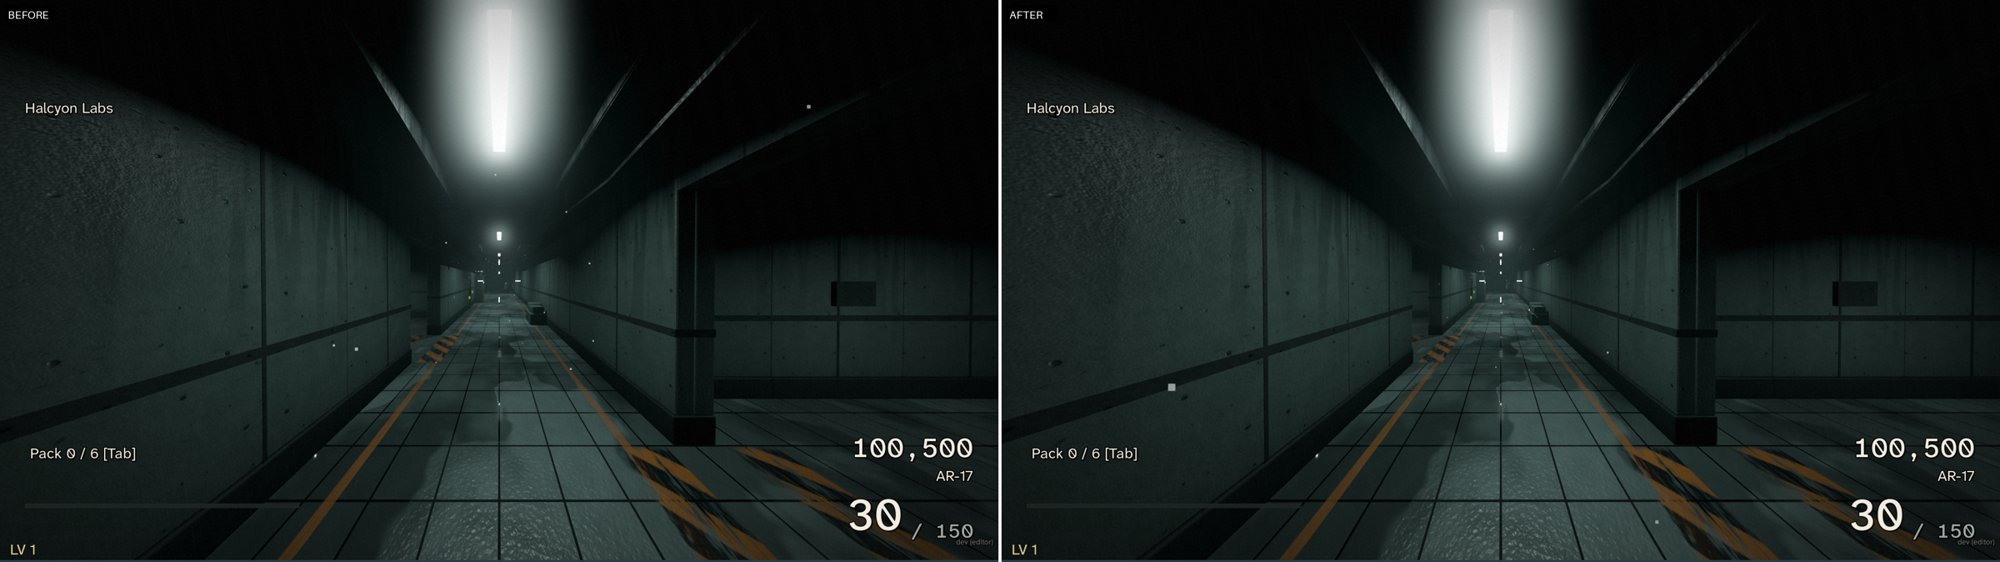 BEFORE
Halcyon Labs
Pack 0 / 6 [Tab]
100,500
AR-17
30 / 150
dev (editor)
LV 1
AFTER
Halcyon Labs
Pack 0 / 6 [Tab]
100,500
AR-17
30 / 150
dev (editor)
LV 1